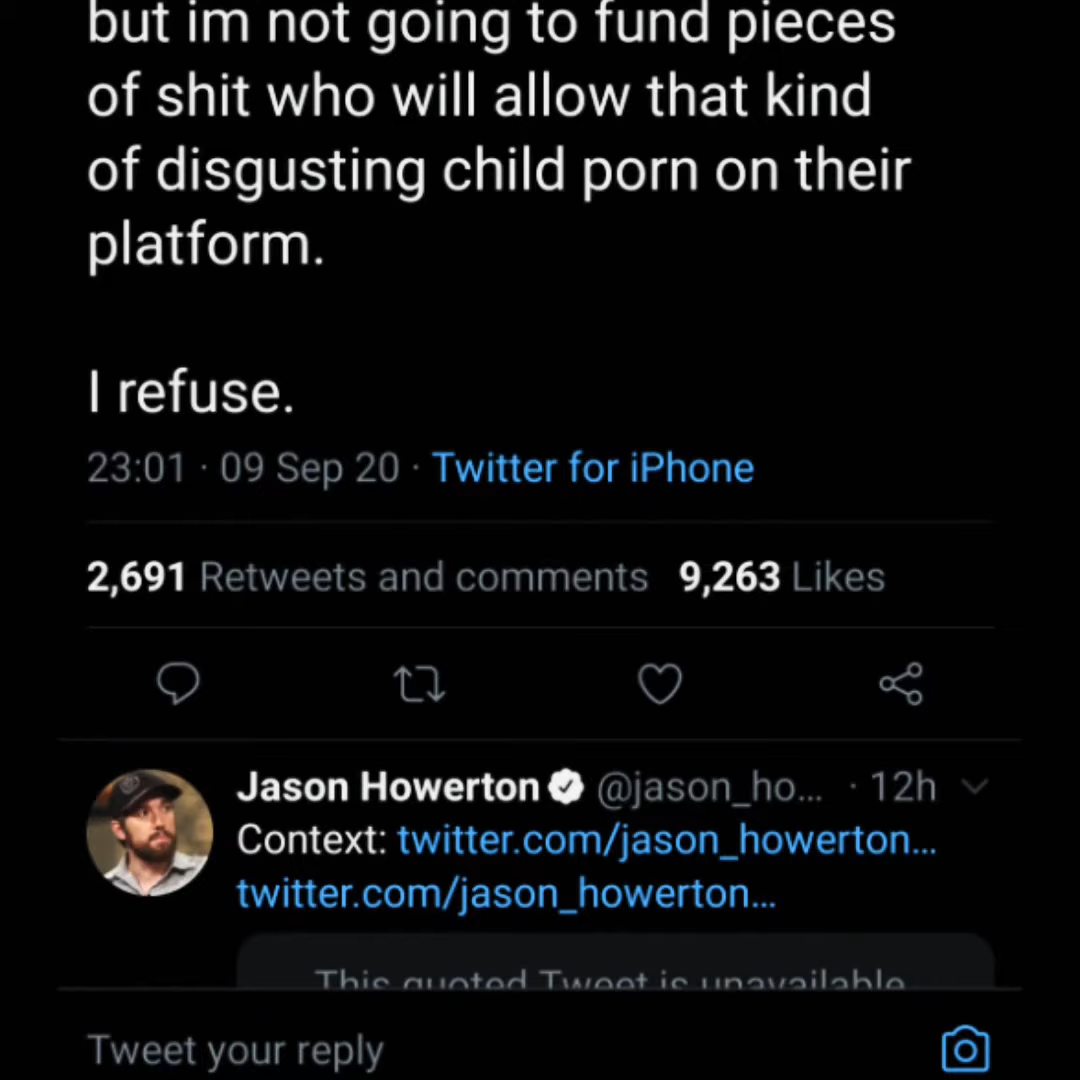 but im not going to fund pieces
of shit who will allow that kind
of disgusting child porn on their
platform.
I refuse.
23:01 · 09 Sep 20 · Twitter for iPhone
2,691 Retweets and comments 9,263 Likes
Jason Howerton @jason_ho... · 12h
Context: twitter.com/jason_howerton...
twitter.com/jason_howerton...
This quoted Tweet is unavailable
Tweet your reply